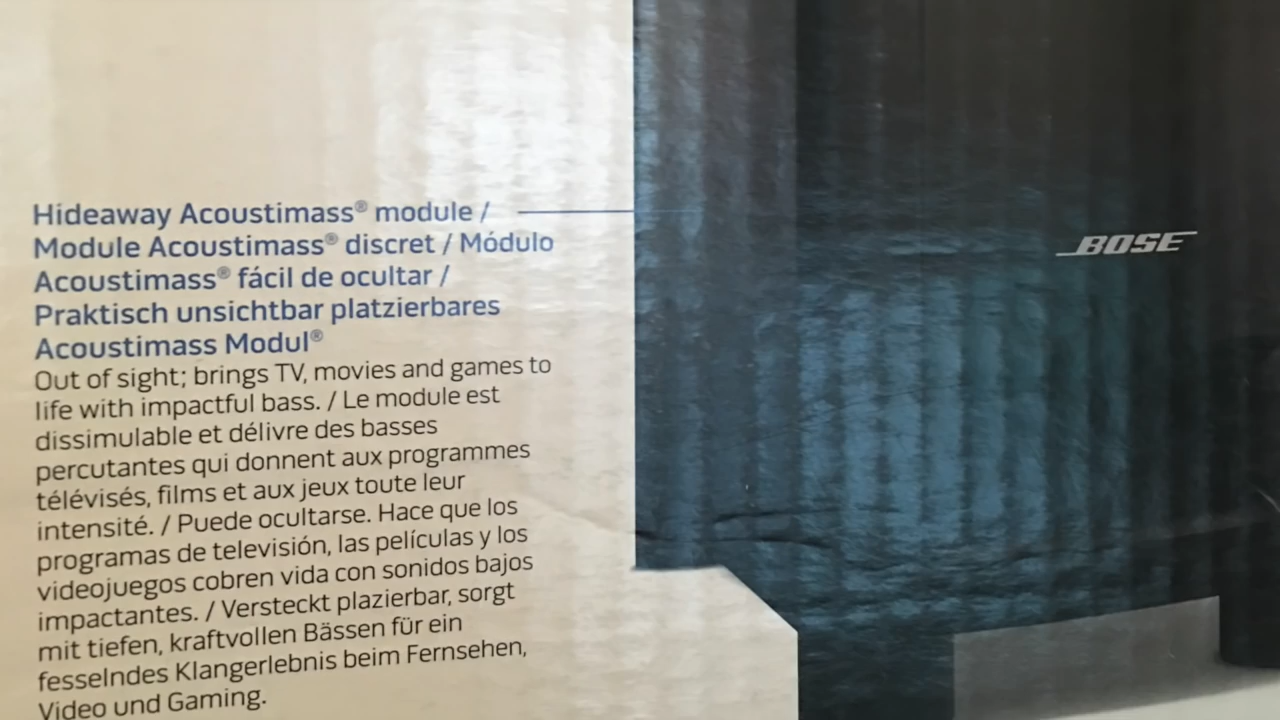 Hideaway Acoustimass® module /
Module Acoustimass® discret / Módulo
Acoustimass® fácil de ocultar /
Praktisch unsichtbar platzierbares
Acoustimass Modul®
Out of sight; brings TV, movies and games to
life with impactful bass. / Le module est
dissimulable et délivre des basses
percutantes qui donnent aux programmes
télévisés, films et aux jeux toute leur
intensité. / Puede ocultarse. Hace que los
programas de televisión, las películas y los
videojuegos cobren vida con sonidos bajos
impactantes. / Versteckt plazierbar, sorgt
mit tiefen, kraftvollen Bässen für ein
fesselndes Klangerlebnis beim Fernsehen,
Video und Gaming.
BOSE